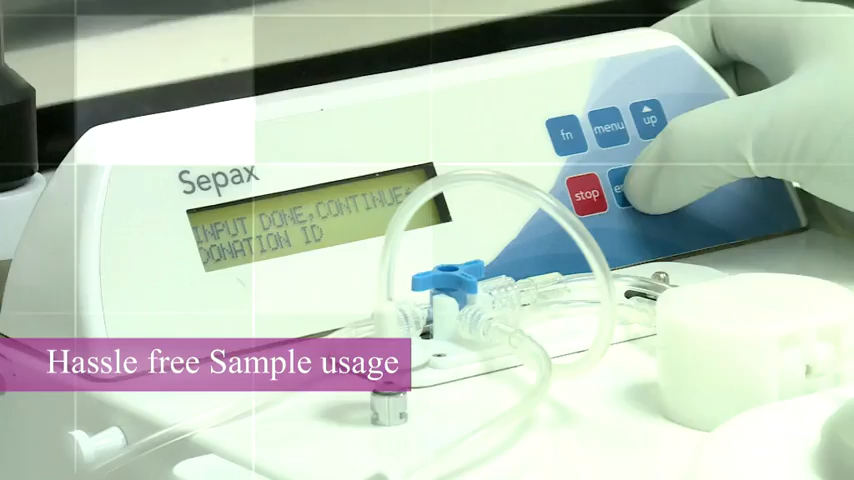 Sepax
INPUT DONE,CONTINUE
DONATION ID
fn
menu
up
stop
Hassle free Sample usage